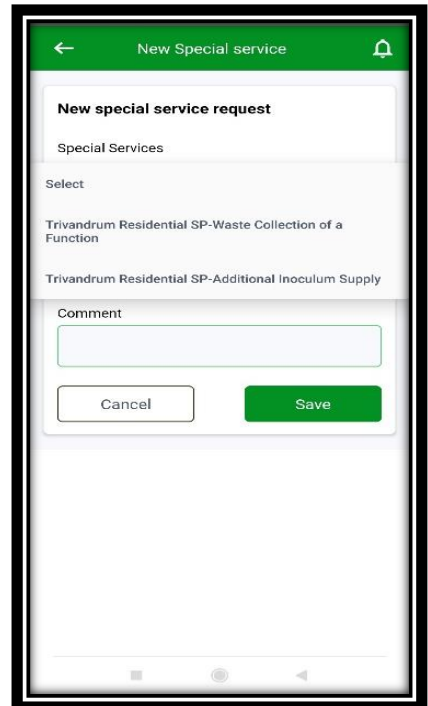 New Special service
New special service request
Special Services
Select
Trivandrum Residential SP-Waste Collection of a
Function
Trivandrum Residential SP-Additional Inoculum Supply
Comment
Cancel
Save